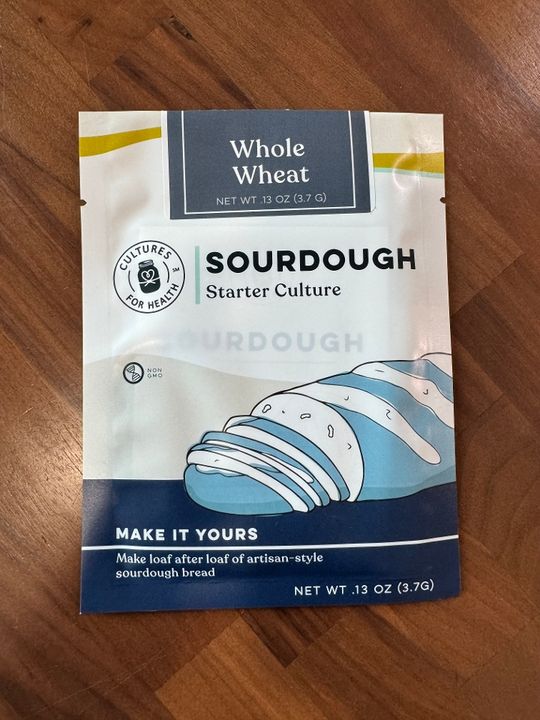 Whole
Wheat
NET WT .13 OZ (3.7 G)
CULTURES
FOR HEALTH
SOURDOUGH
Starter Culture
SOURDOUGH
NON
GMO
MAKE IT YOURS
Make loaf after loaf of artisan-style
sourdough bread
NET WT .13 OZ (3.7G)